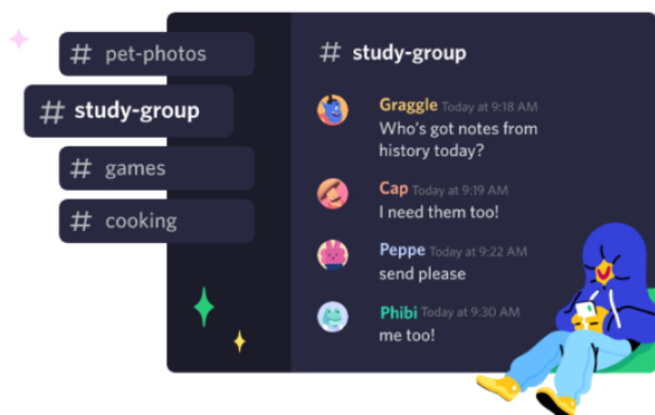 # pet-photos
# study-group
# games
# cooking
# study-group
Graggle Today at 9:18 AM
Who's got notes from
history today?
Cap Today at 9:19 AM
I need them too!
Peppe Today at 9:22 AM
send please
Phibi Today at 9:30 AM
me too!